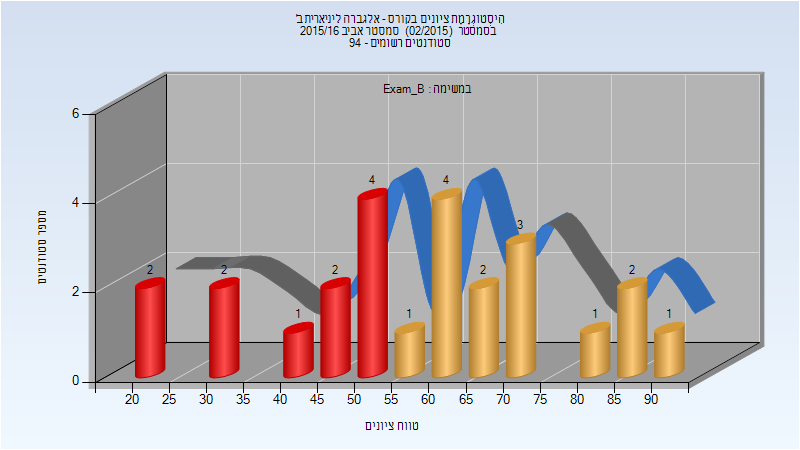 היסטוגרמת ציונים בקורס - אלגברה ליניארית ב'
בסמסטר (02/2015) סמסטר אביב 2015/16
סטודנטים רשומים - 94
במשימה : Exam_B
מספר סטודנטים
6
4
2
0
2
2
1
2
4
1
4
2
3
1
2
1
20 25 30 35 40 45 50 55 60 65 70 75 80 85 90
טווח ציונים